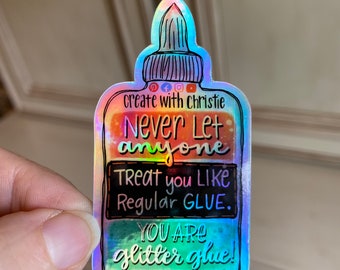 create with Christie
Never Let
anyone
Treat you Like
Regular GLUE.
YOU ARE
glitter glue!